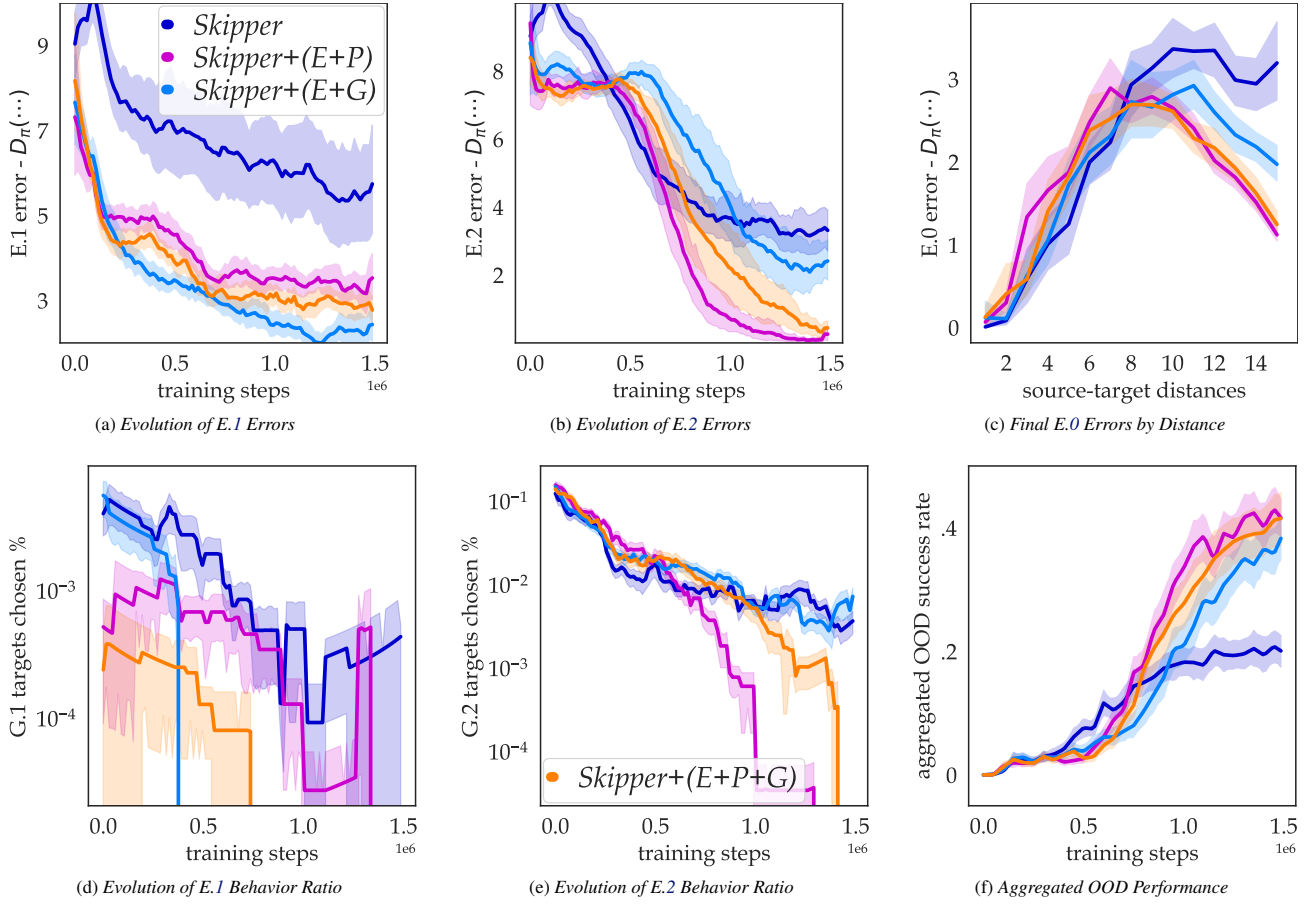 Skipper
Skipper+(E+P)
Skipper+(E+G)
E.1 error - Dπ(···)
9
7
5
3
0.0 0.5 1.0 1.5
1e6
training steps
(a) Evolution of E.1 Errors
E.2 error - Dπ(···)
8
6
4
2
0.0 0.5 1.0 1.5
1e6
training steps
(b) Evolution of E.2 Errors
E.0 error - Dπ(···)
3
2
1
0
2 4 6 8 10 12 14
source-target distances
(c) Final E.0 Errors by Distance
G.1 targets chosen %
10⁻³
10⁻⁴
0.0 0.5 1.0 1.5
1e6
training steps
(d) Evolution of E.1 Behavior Ratio
G.2 targets chosen %
10⁻¹
10⁻²
10⁻³
10⁻⁴
Skipper+(E+P+G)
0.0 0.5 1.0 1.5
1e6
training steps
(e) Evolution of E.2 Behavior Ratio
aggregated OOD success rate
.4
.2
0
0.0 0.5 1.0 1.5
1e6
training steps
(f) Aggregated OOD Performance